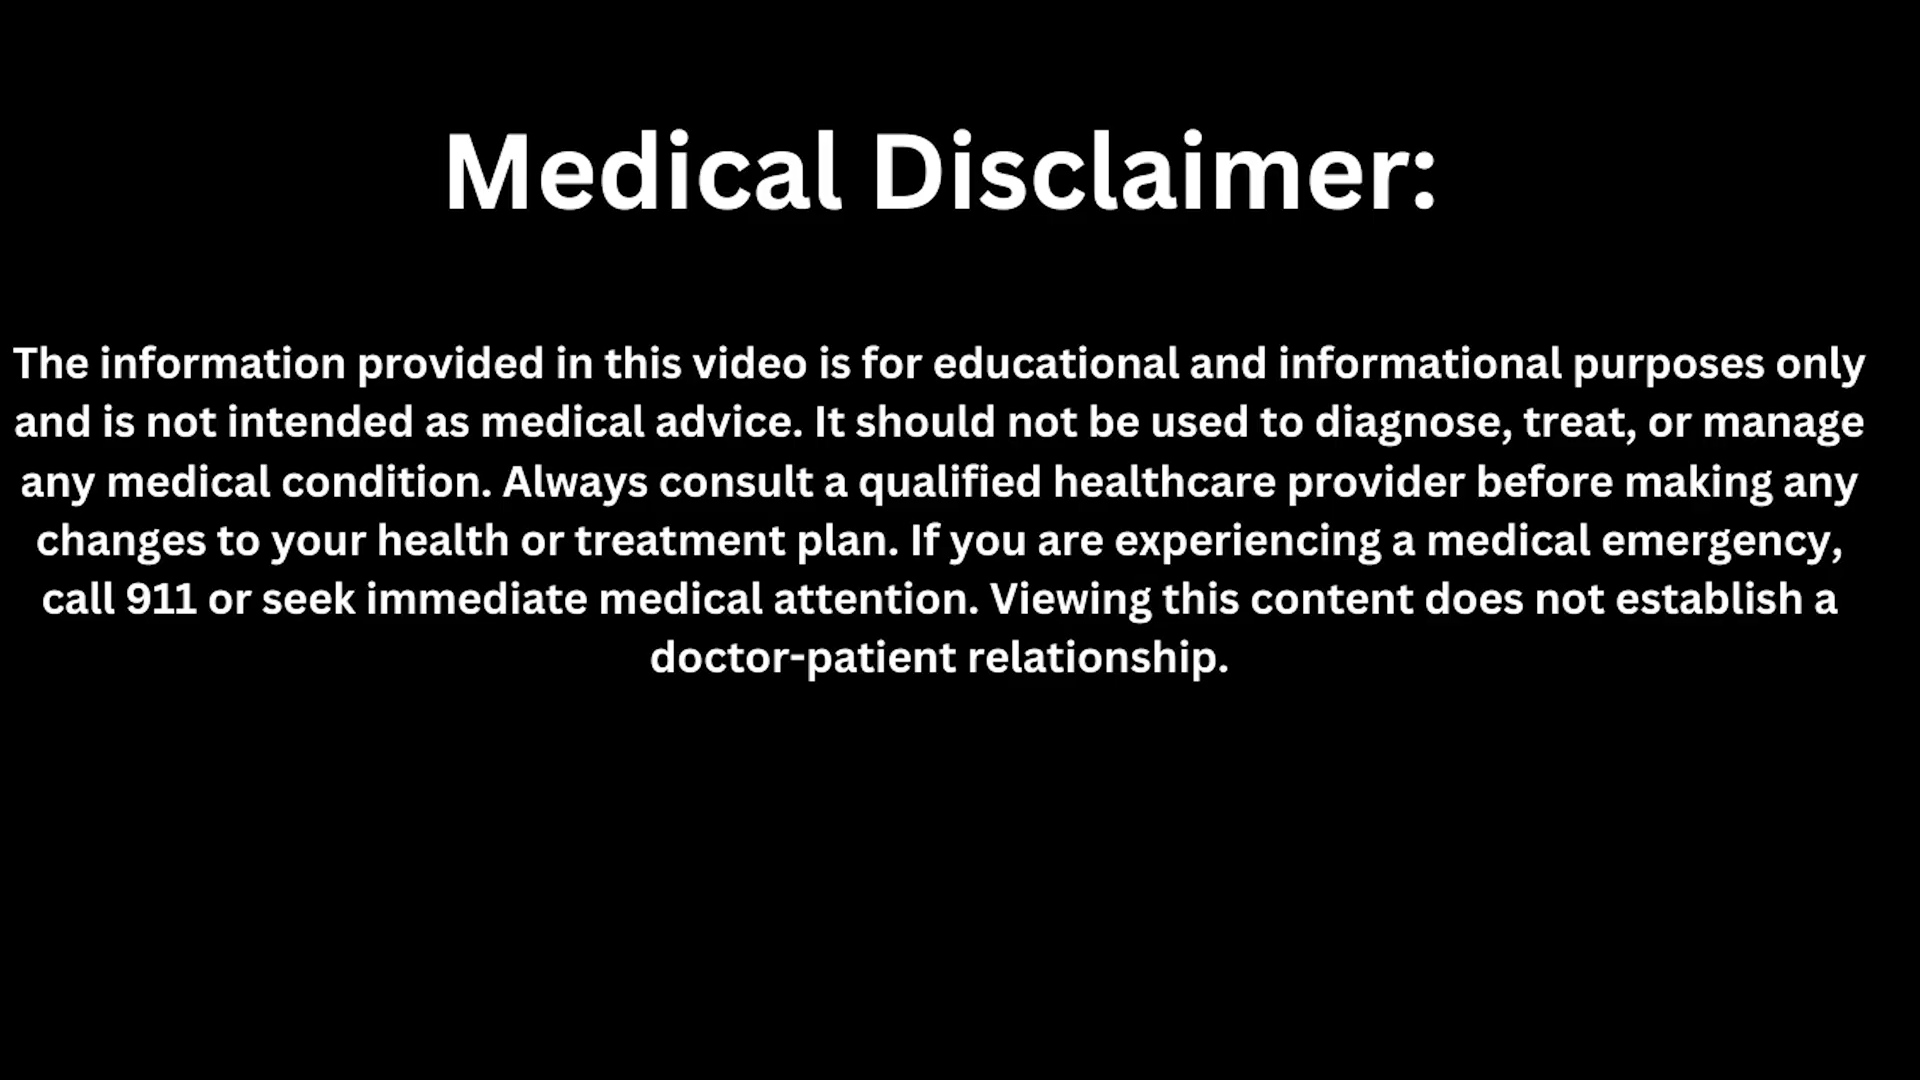 Medical Disclaimer:
The information provided in this video is for educational and informational purposes only
and is not intended as medical advice. It should not be used to diagnose, treat, or manage
any medical condition. Always consult a qualified healthcare provider before making any
changes to your health or treatment plan. If you are experiencing a medical emergency,
call 911 or seek immediate medical attention. Viewing this content does not establish a
doctor-patient relationship.